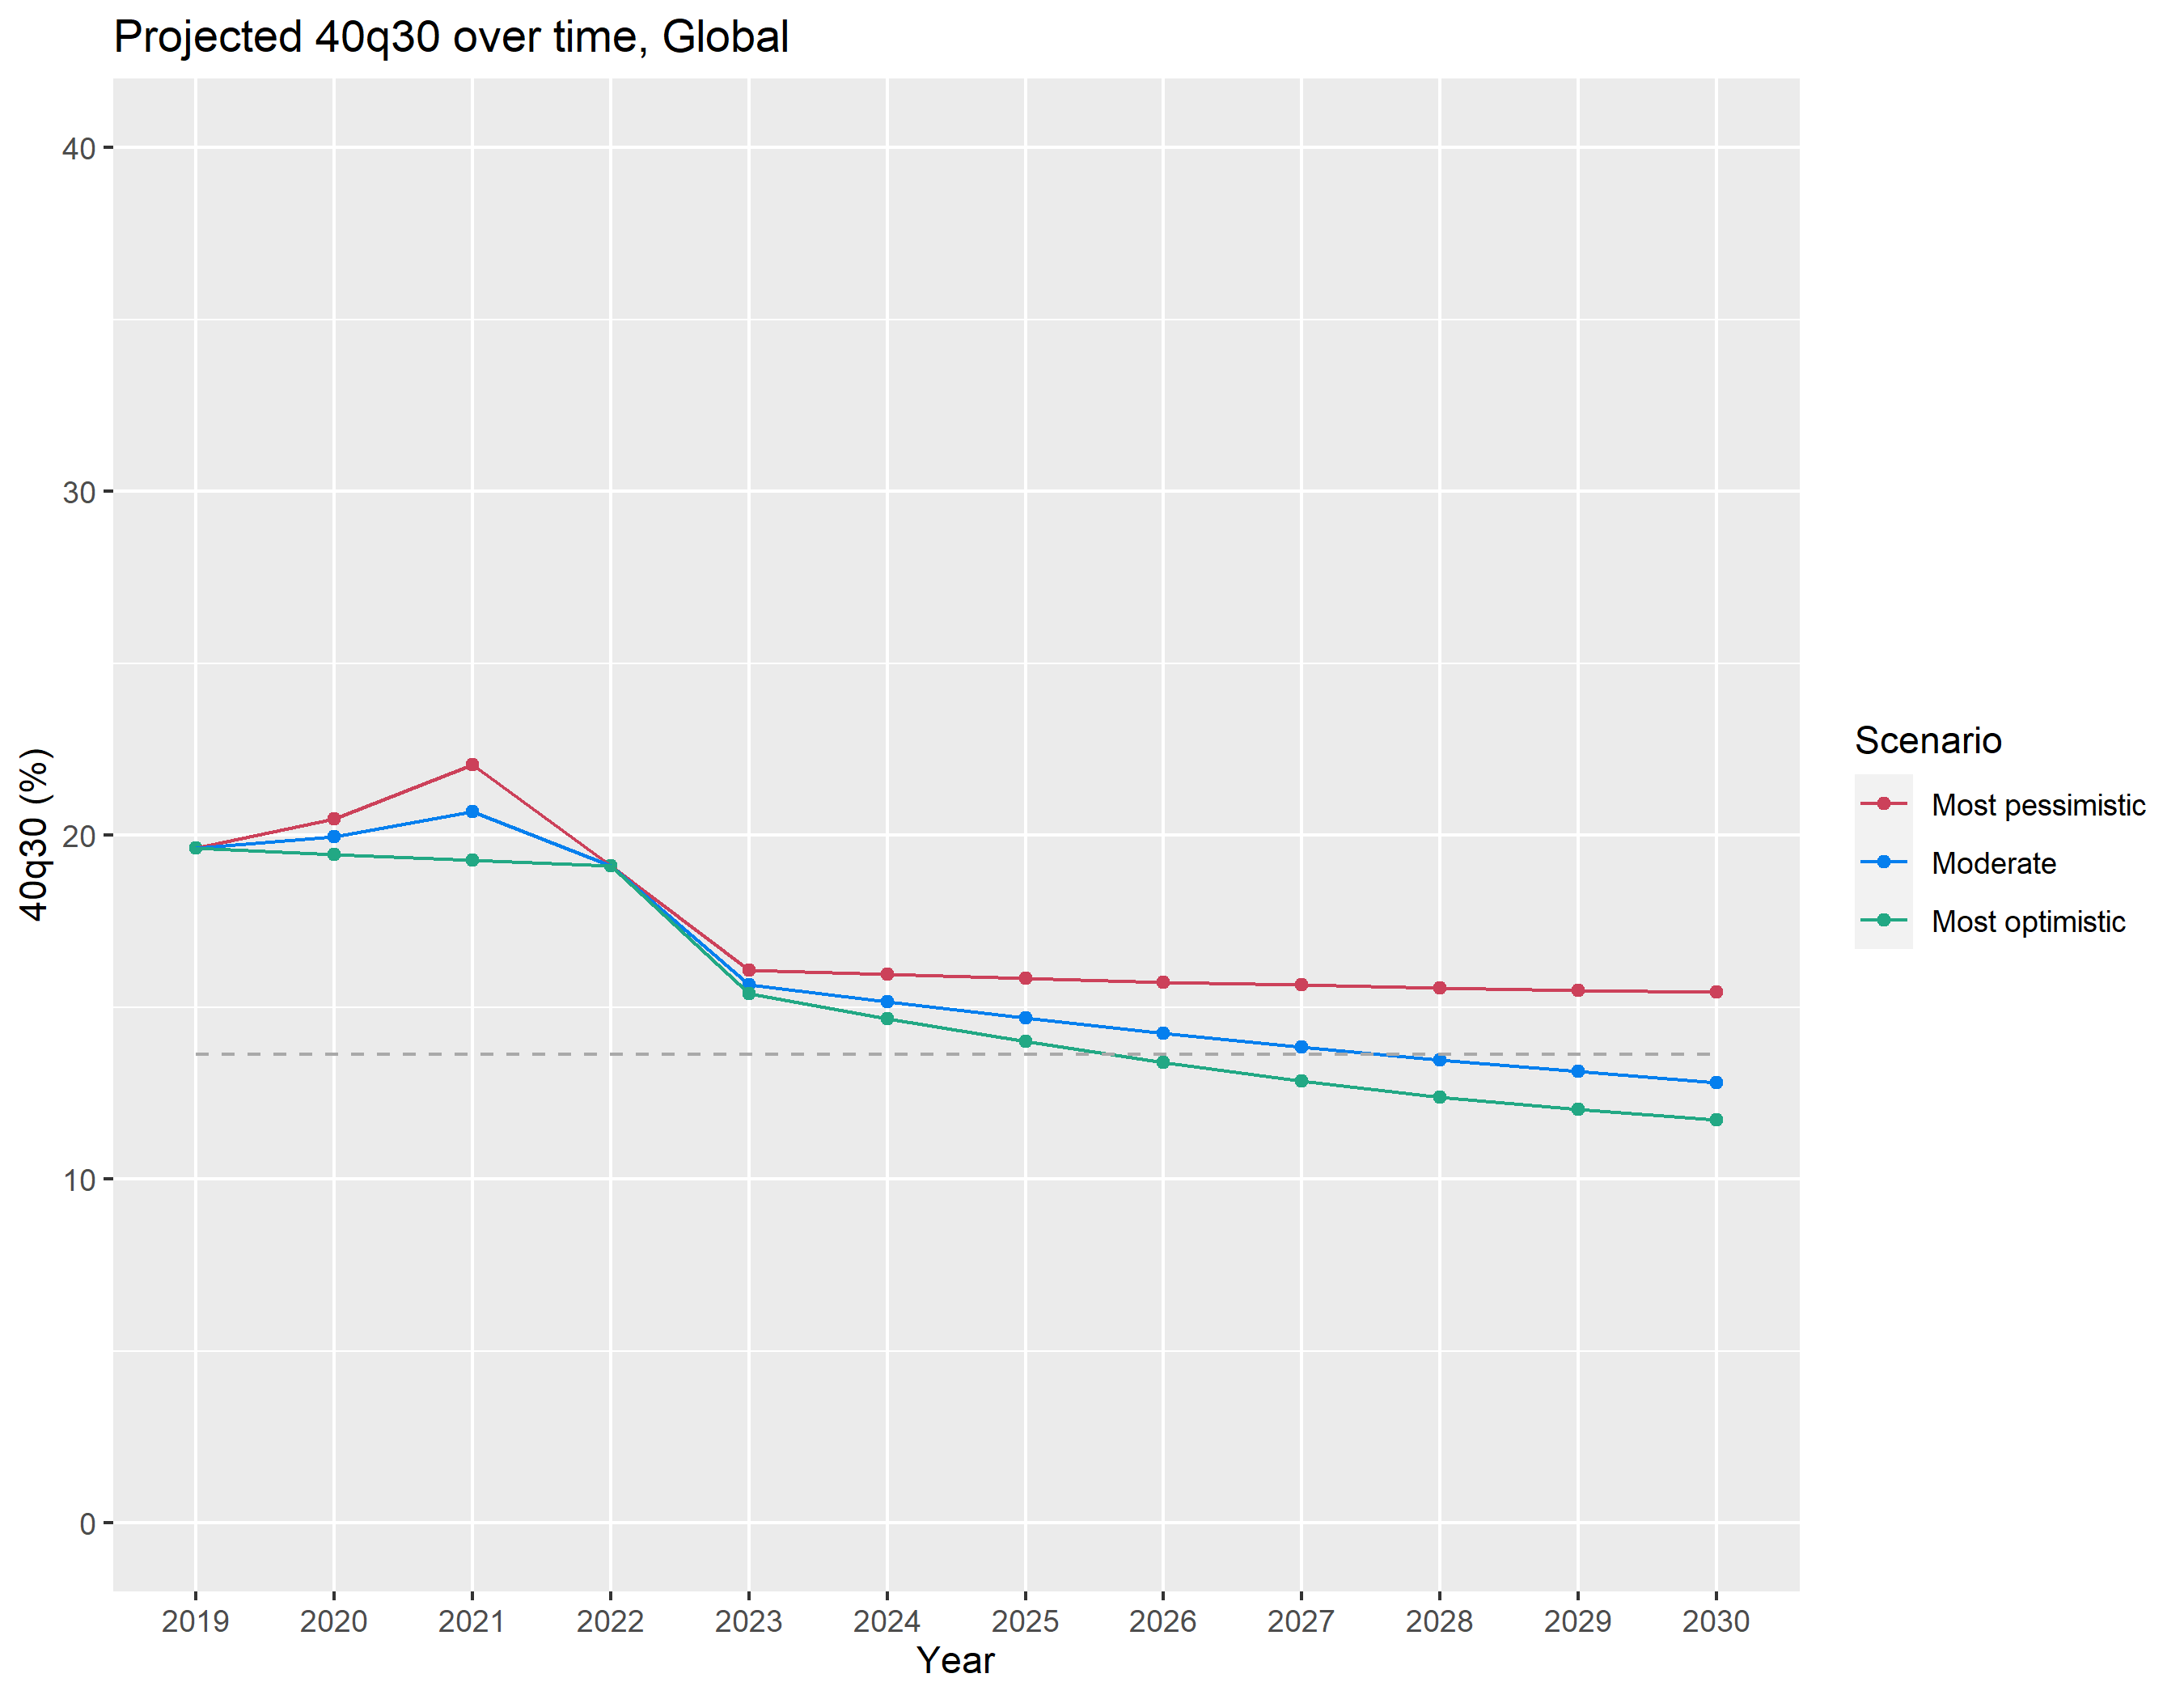 Projected 40q30 over time, Global
40q30 (%)
40
30
20
10
0
2019 2020 2021 2022 2023 2024 2025 2026 2027 2028 2029 2030
Year
Scenario
Most pessimistic
Moderate
Most optimistic